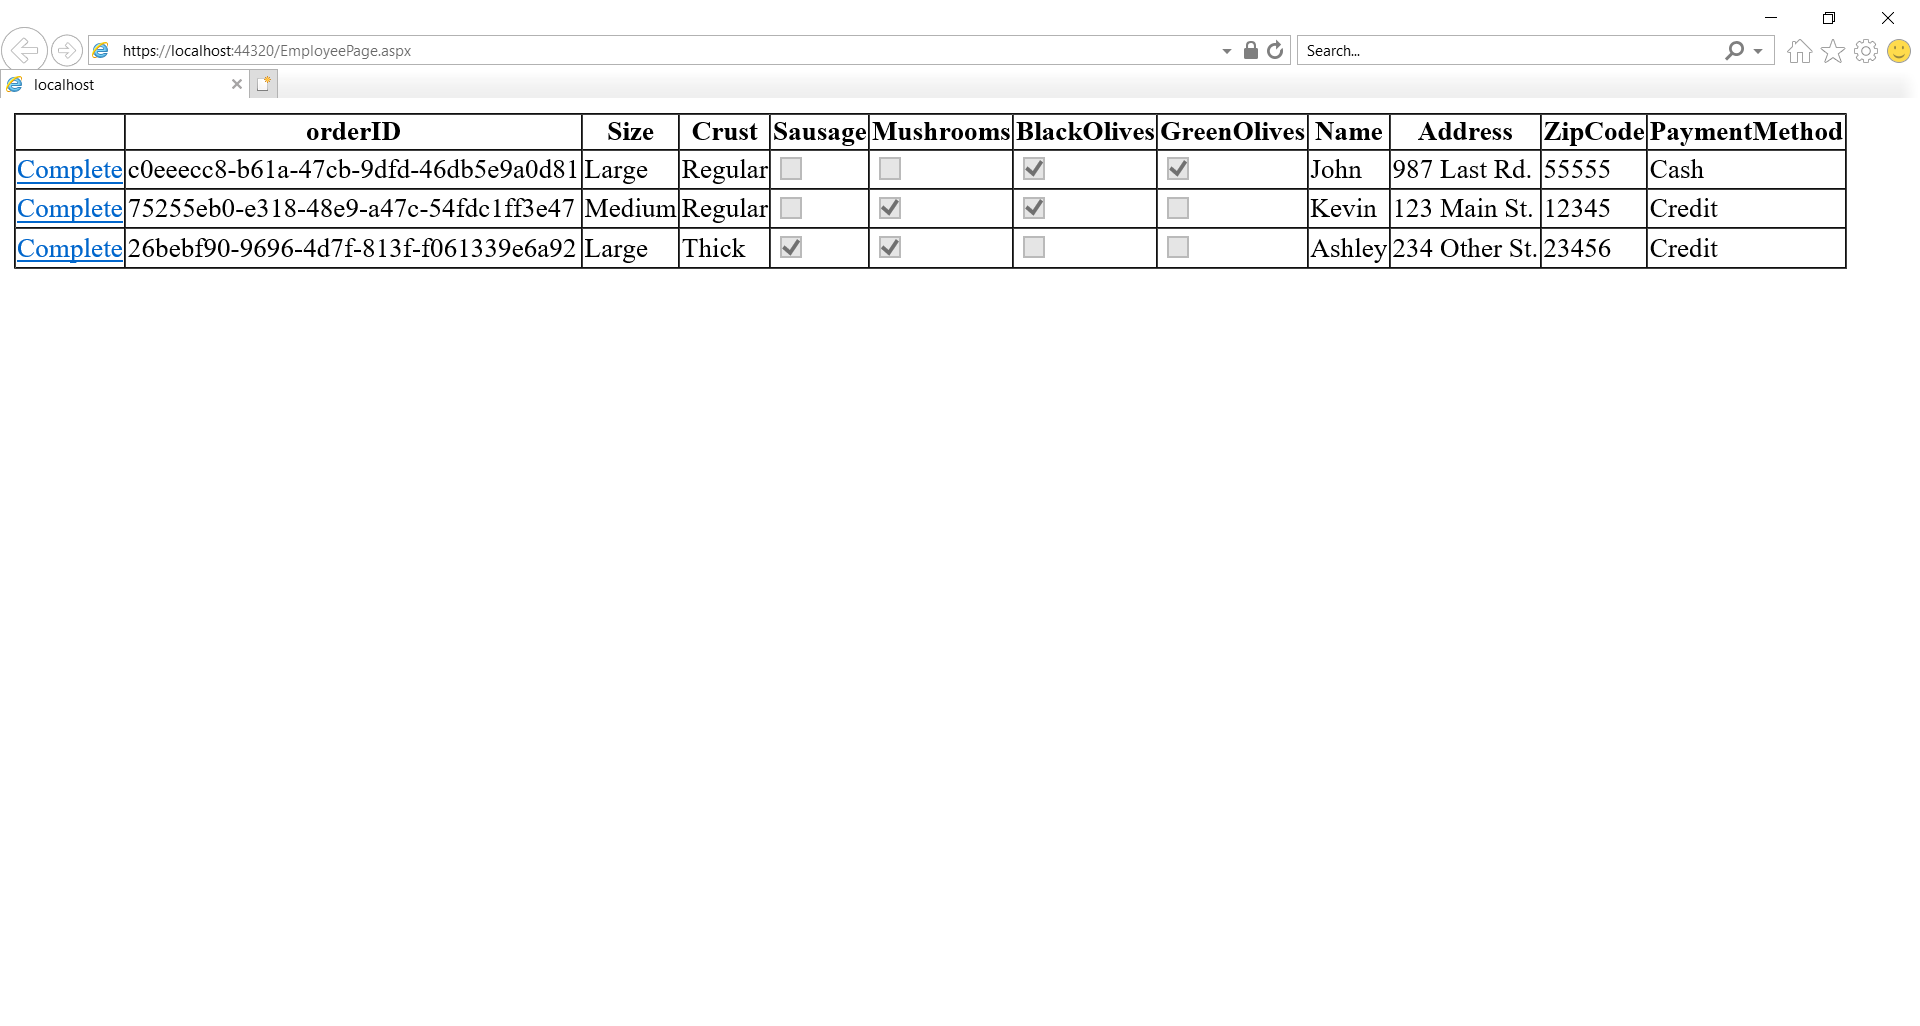 https://localhost:44320/EmployeePage.aspx Search...
localhost
orderID Size Crust Sausage Mushrooms BlackOlives GreenOlives Name Address ZipCode PaymentMethod
Complete c0eeecc8-b61a-47cb-9dfd-46db5e9a0d81 Large Regular John 987 Last Rd. 55555 Cash
Complete 75255eb0-e318-48e9-a47c-54fdc1ff3e47 Medium Regular Kevin 123 Main St. 12345 Credit
Complete 26bebf90-9696-4d7f-813f-f061339e6a92 Large Thick Ashley 234 Other St. 23456 Credit